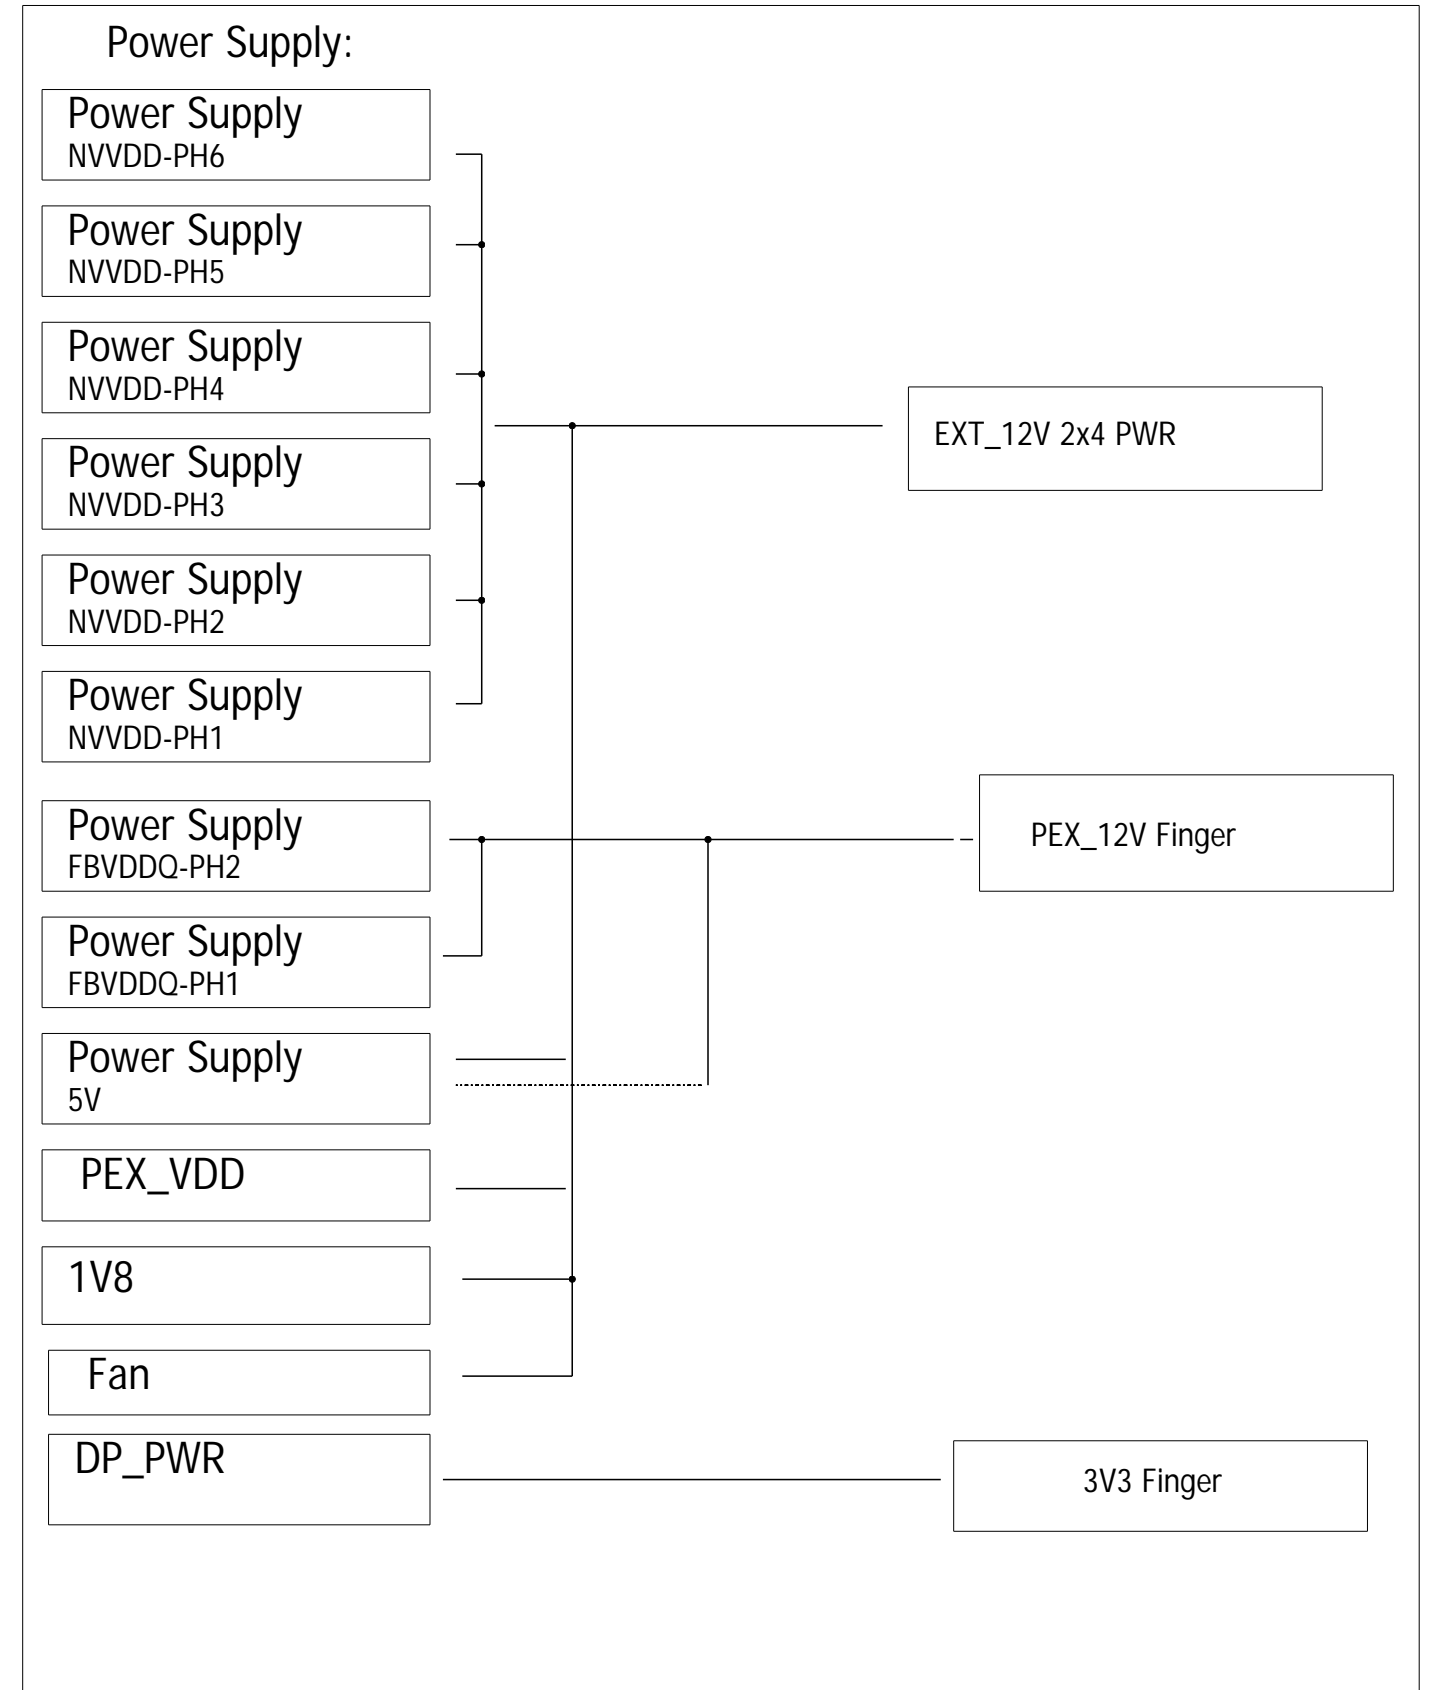 Power Supply:
Power Supply
NVVDD-PH6
Power Supply
NVVDD-PH5
Power Supply
NVVDD-PH4
Power Supply
NVVDD-PH3
Power Supply
NVVDD-PH2
Power Supply
NVVDD-PH1
Power Supply
FBVDDQ-PH2
Power Supply
FBVDDQ-PH1
Power Supply
5V
PEX_VDD
1V8
Fan
DP_PWR
EXT_12V 2x4 PWR
PEX_12V Finger
3V3 Finger